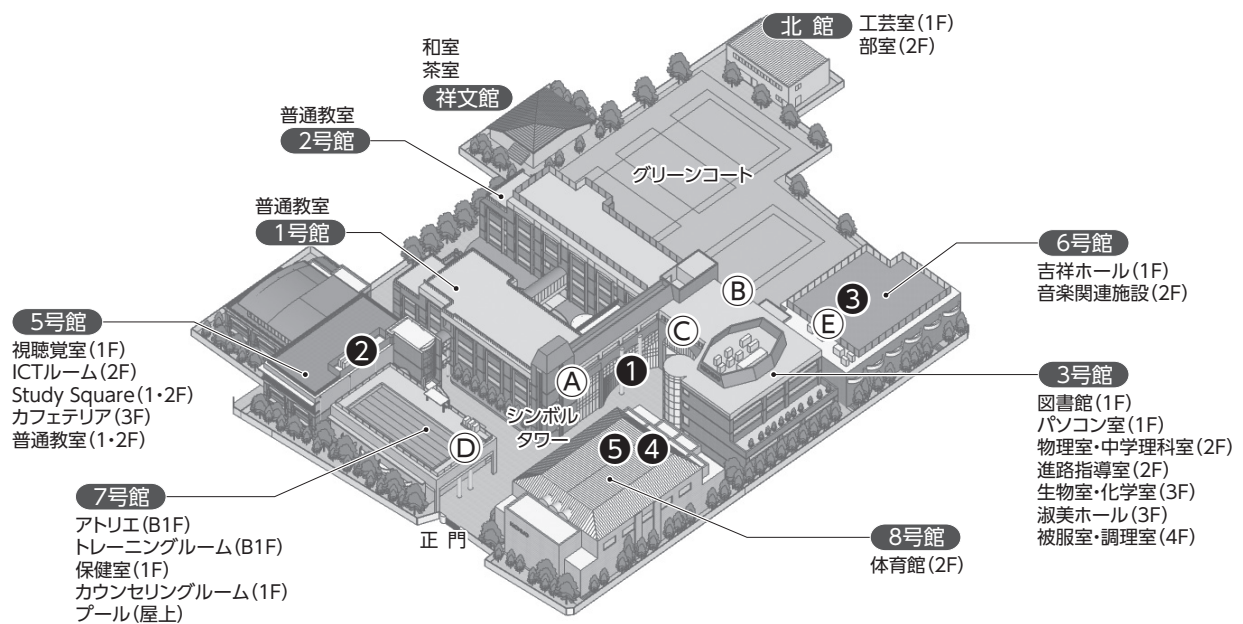 北 館
工芸室(1F)
部室(2F)
和室
茶室
祥文館
普通教室
2号館
グリーンコート
普通教室
1号館
6号館
吉祥ホール(1F)
音楽関連施設(2F)
5号館
視聴覚室(1F)
ICTルーム(2F)
Study Square(1・2F)
カフェテリア(3F)
普通教室(1・2F)
B
3
E
C
2
A
1
シンボル
タワー
3号館
図書館(1F)
パソコン室(1F)
物理室・中学理科室(2F)
進路指導室(2F)
生物室・化学室(3F)
淑美ホール(3F)
被服室・調理室(4F)
D
5
4
7号館
アトリエ(B1F)
トレーニングルーム(B1F)
保健室(1F)
カウンセリングルーム(1F)
プール(屋上)
正 門
8号館
体育館(2F)